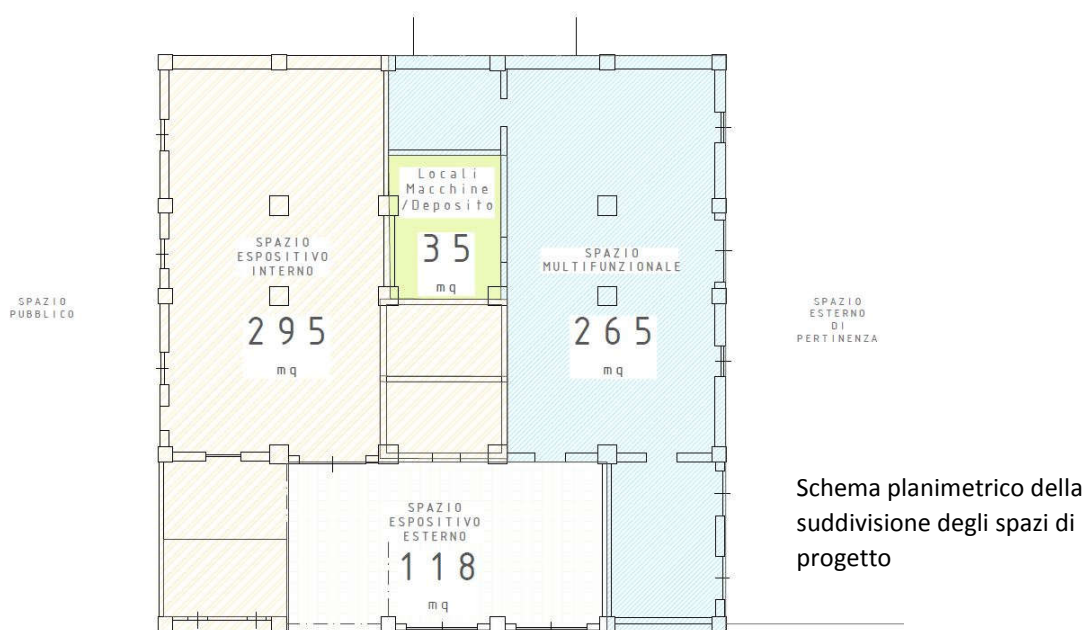 Locali
Macchine
/Deposito
35
mq
SPAZIO
ESPOSITIVO
INTERNO
295
mq
SPAZIO
MULTIFUNZIONALE
265
mq
SPAZIO
PUBBLICO
SPAZIO
ESTERNO
DI
PERTINENZA
SPAZIO
ESPOSITIVO
ESTERNO
118
mq
Schema planimetrico della
suddivisione degli spazi di
progetto